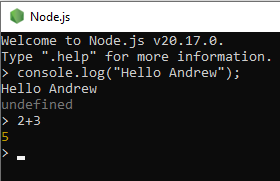 Node.js
Welcome to Node.js v20.17.0.
Type ".help" for more information.
> console.log("Hello Andrew");
Hello Andrew
undefined
> 2+3
5
>